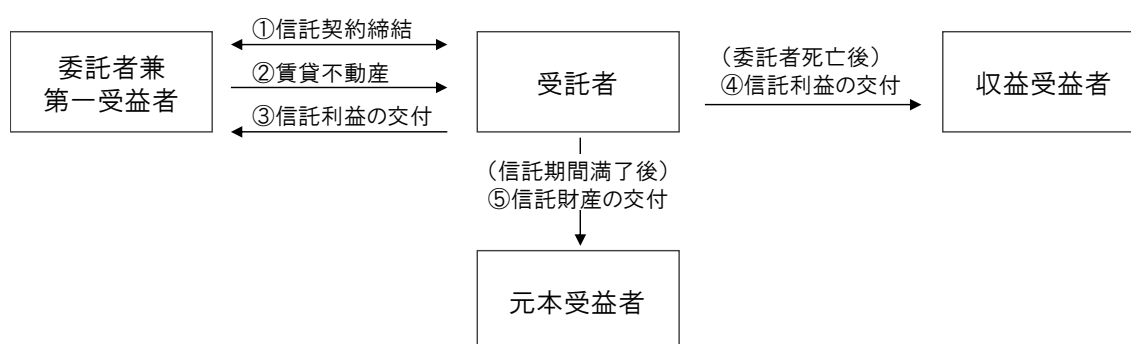 ①信託契約締結
委託者兼
第一受益者
②賃貸不動産
③信託利益の交付
受託者
（委託者死亡後）
④信託利益の交付
収益受益者
（信託期間満了後）
⑤信託財産の交付
元本受益者